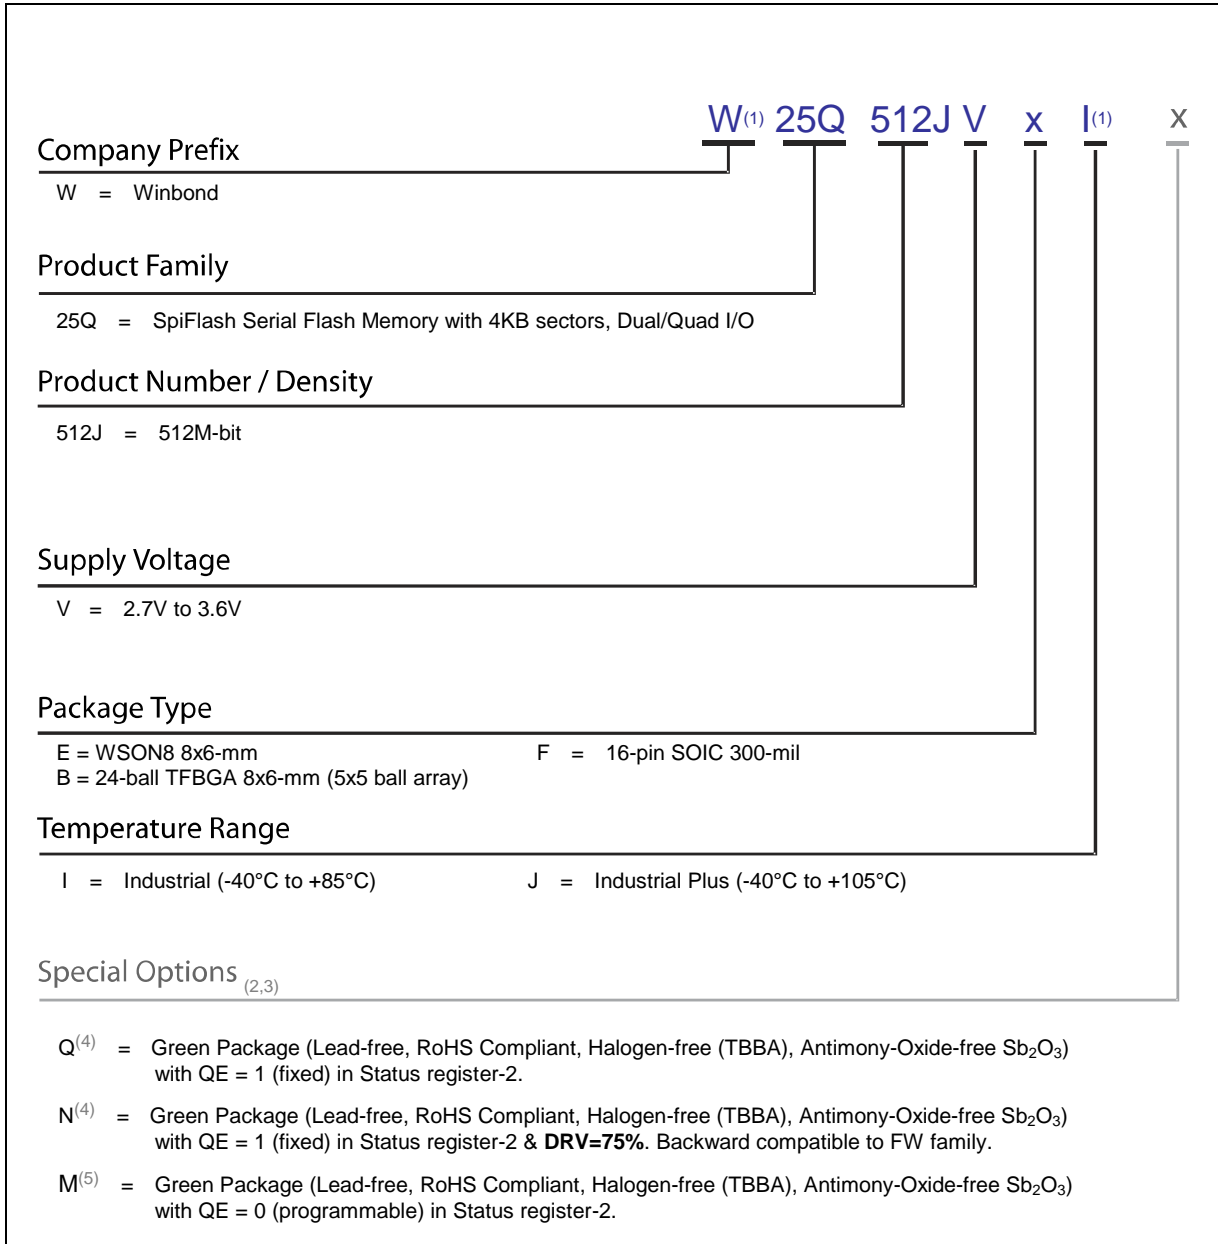 W(1) 25Q 512J V x I(1) x
Company Prefix
W = Winbond
Product Family
25Q = SpiFlash Serial Flash Memory with 4KB sectors, Dual/Quad I/O
Product Number / Density
512J = 512M-bit
Supply Voltage
V = 2.7V to 3.6V
Package Type
E = WSON8 8x6-mm F = 16-pin SOIC 300-mil
B = 24-ball TFBGA 8x6-mm (5x5 ball array)
Temperature Range
I = Industrial (-40°C to +85°C) J = Industrial Plus (-40°C to +105°C)
Special Options (2,3)
Q(4) = Green Package (Lead-free, RoHS Compliant, Halogen-free (TBBA), Antimony-Oxide-free Sb₂O₃)
with QE = 1 (fixed) in Status register-2.
N(4) = Green Package (Lead-free, RoHS Compliant, Halogen-free (TBBA), Antimony-Oxide-free Sb₂O₃)
with QE = 1 (fixed) in Status register-2 & DRV=75%. Backward compatible to FW family.
M(5) = Green Package (Lead-free, RoHS Compliant, Halogen-free (TBBA), Antimony-Oxide-free Sb₂O₃)
with QE = 0 (programmable) in Status register-2.